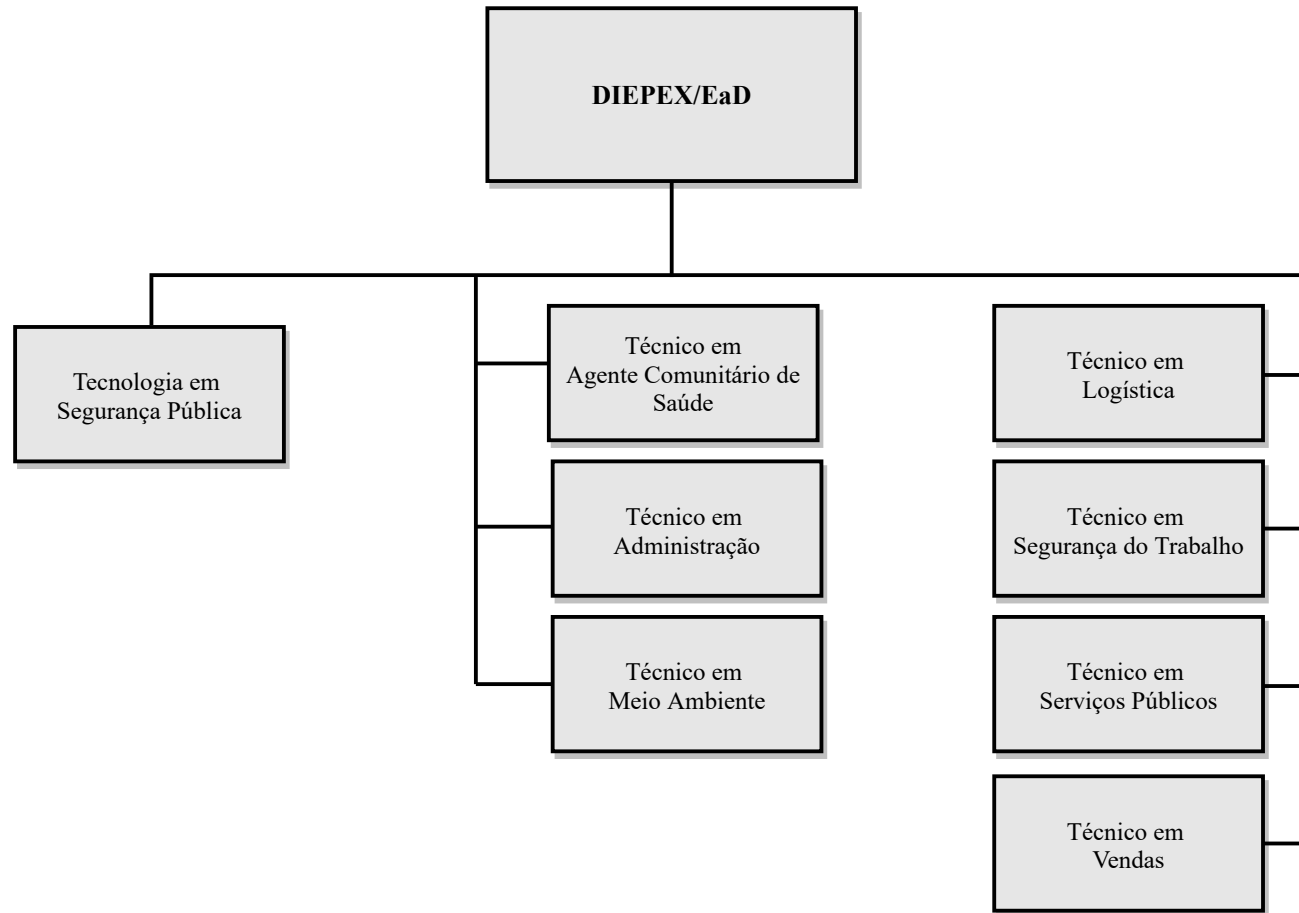 DIEPEX/EaD
Tecnologia em
Segurança Pública
Técnico em
Agente Comunitário de
Saúde
Técnico em
Administração
Técnico em
Meio Ambiente
Técnico em
Logística
Técnico em
Segurança do Trabalho
Técnico em
Serviços Públicos
Técnico em
Vendas